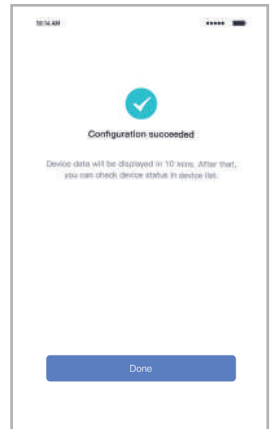 10:14 AM
Configuration succeeded
Device data will be displayed in 10 mins. After that,
you can check device status in device list.
Done